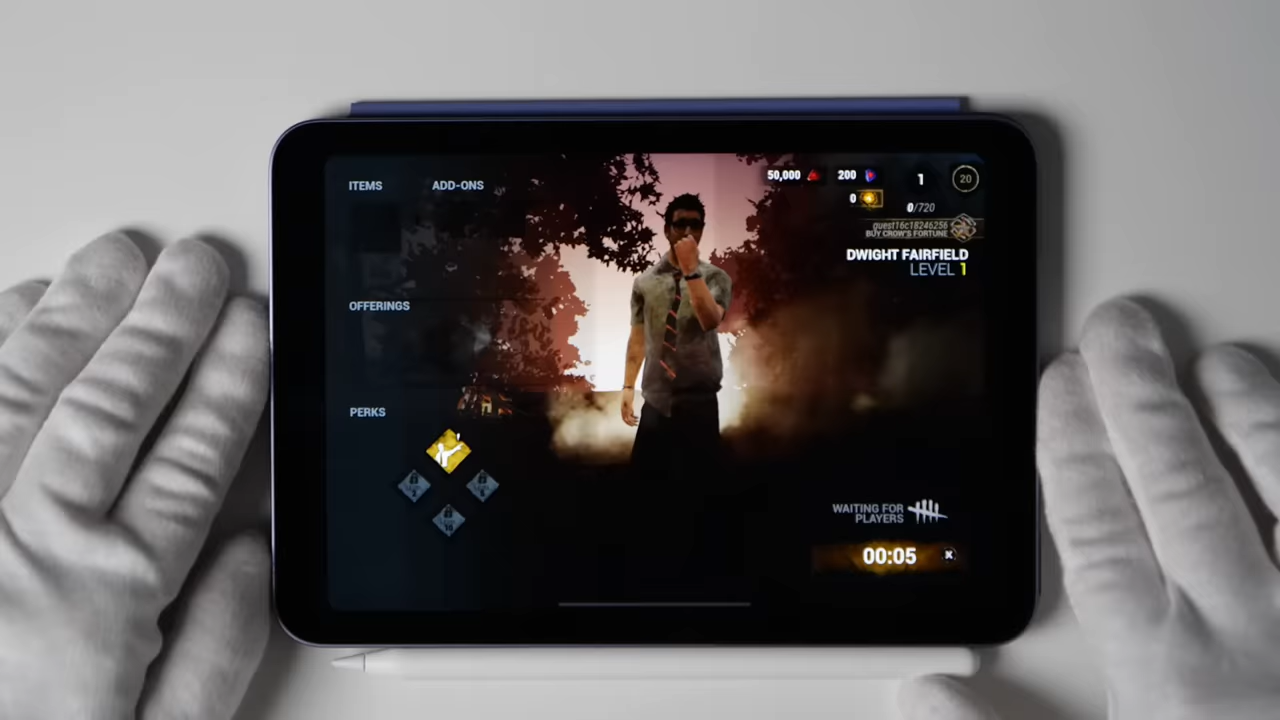 ITEMS
ADD-ONS
50,000
200
1
20
0
0/720
guest16c18246256
BUY CROW'S FORTUNE
DWIGHT FAIRFIELD
LEVEL 1
OFFERINGS
PERKS
WAITING FOR
PLAYERS
00:05